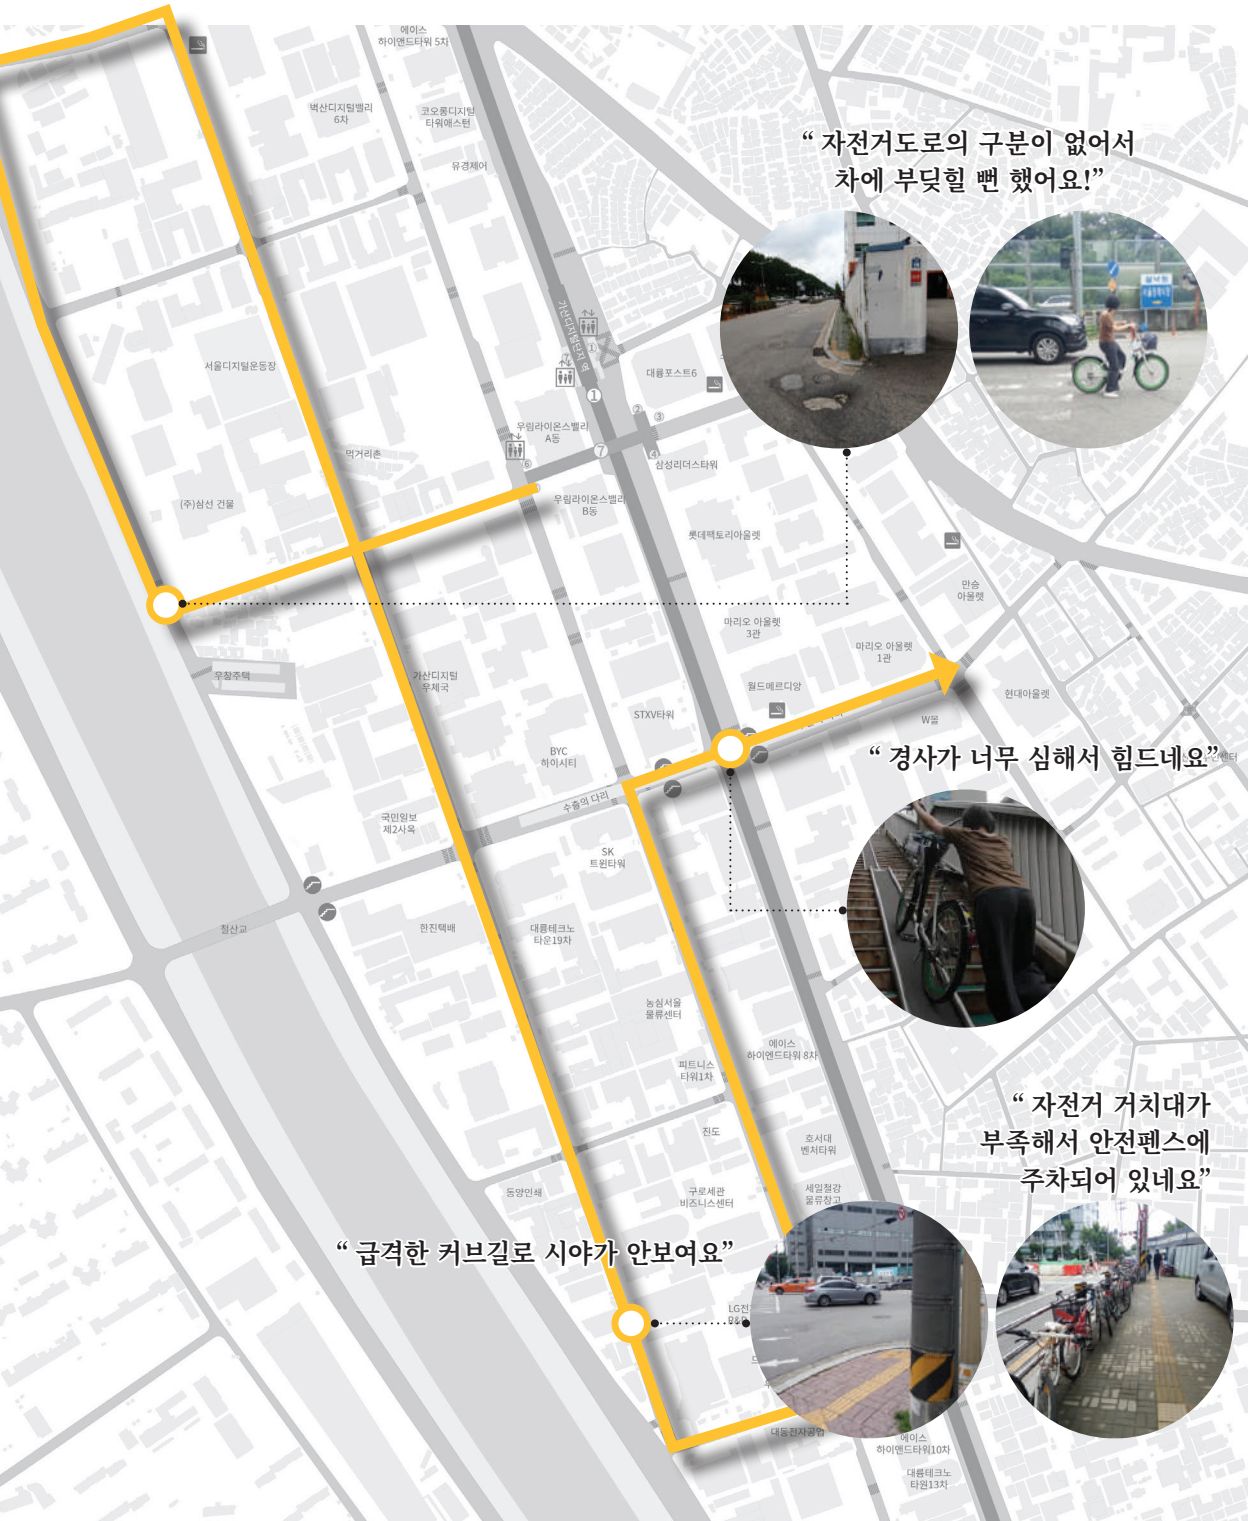 에이스
하이앤드타워 5차
벽산디지털밸리
6차
코오롱디지털
타워애스턴
유경제어
“ 자전거도로의 구분이 없어서
차에 부딪힐 뻔 했어요!”
가산디지털단지 역
①
⑦
서울디지털운동장
대륭포스트6
1
②
③
우림라이온스밸리
A동
7
④
먹거리촌
⑥
삼성리더스타워
(주)삼선 건물
우림라이온스밸리
B동
롯데팩토리아울렛
만승
아울렛
마리오 아울렛
3관
마리오 아울렛
1관
우창주택
가산디지털
우체국
월드메르디앙
현대아울렛
STXV타워
W몰
BYC
하이시티
“ 경사가 너무 심해서 힘드네요”
수출의 다리
국민일보
제2사옥
SK
트윈타워
철산교
한진택배
대륭테크노
타운19차
농심서울
물류센터
에이스
하이엔드타워 8차
피트니스
타워1차
“ 자전거 거치대가
부족해서 안전펜스에
주차되어 있네요”
진도
호서대
벤처타워
동양인쇄
구로세관
비즈니스센터
세일철강
물류창고
“ 급격한 커브길로 시야가 안보여요”
LG전
R&D
대등전자공업
에이스
하이앤드타워10차
대륭테크노
타원13차